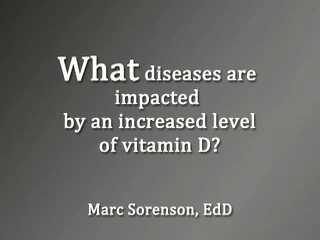 What diseases are
impacted
by an increased level
of vitamin D?
Marc Sorenson, EdD